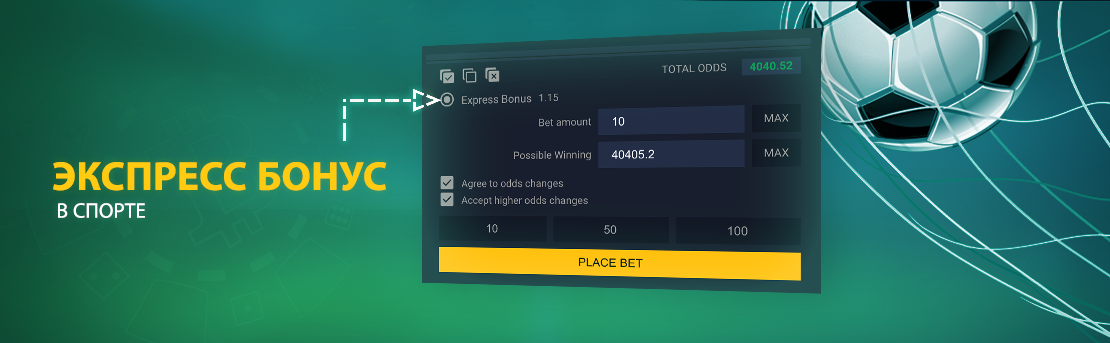 TOTAL ODDS 4040.52
Express Bonus 1.15
Bet amount 10 MAX
Possible Winning 40405.2 MAX
ЭКСПРЕСС БОНУС
В СПОРТЕ
Agree to odds changes
Accept higher odds changes
10 50 100
PLACE BET